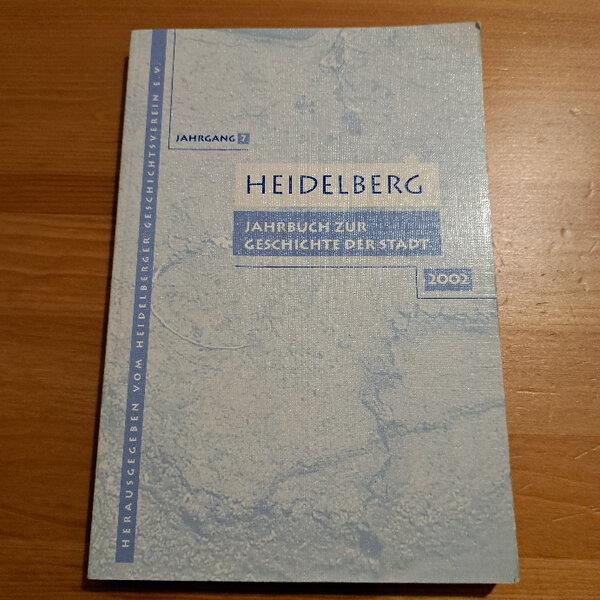 JAHRGANG 7
HEIDELBERG
JAHRBUCH ZUR
GESCHICHTE DER STADT
2002
HERAUSGEGEBEN VOM HEIDELBERGER GESCHICHTSVEREIN E.V.